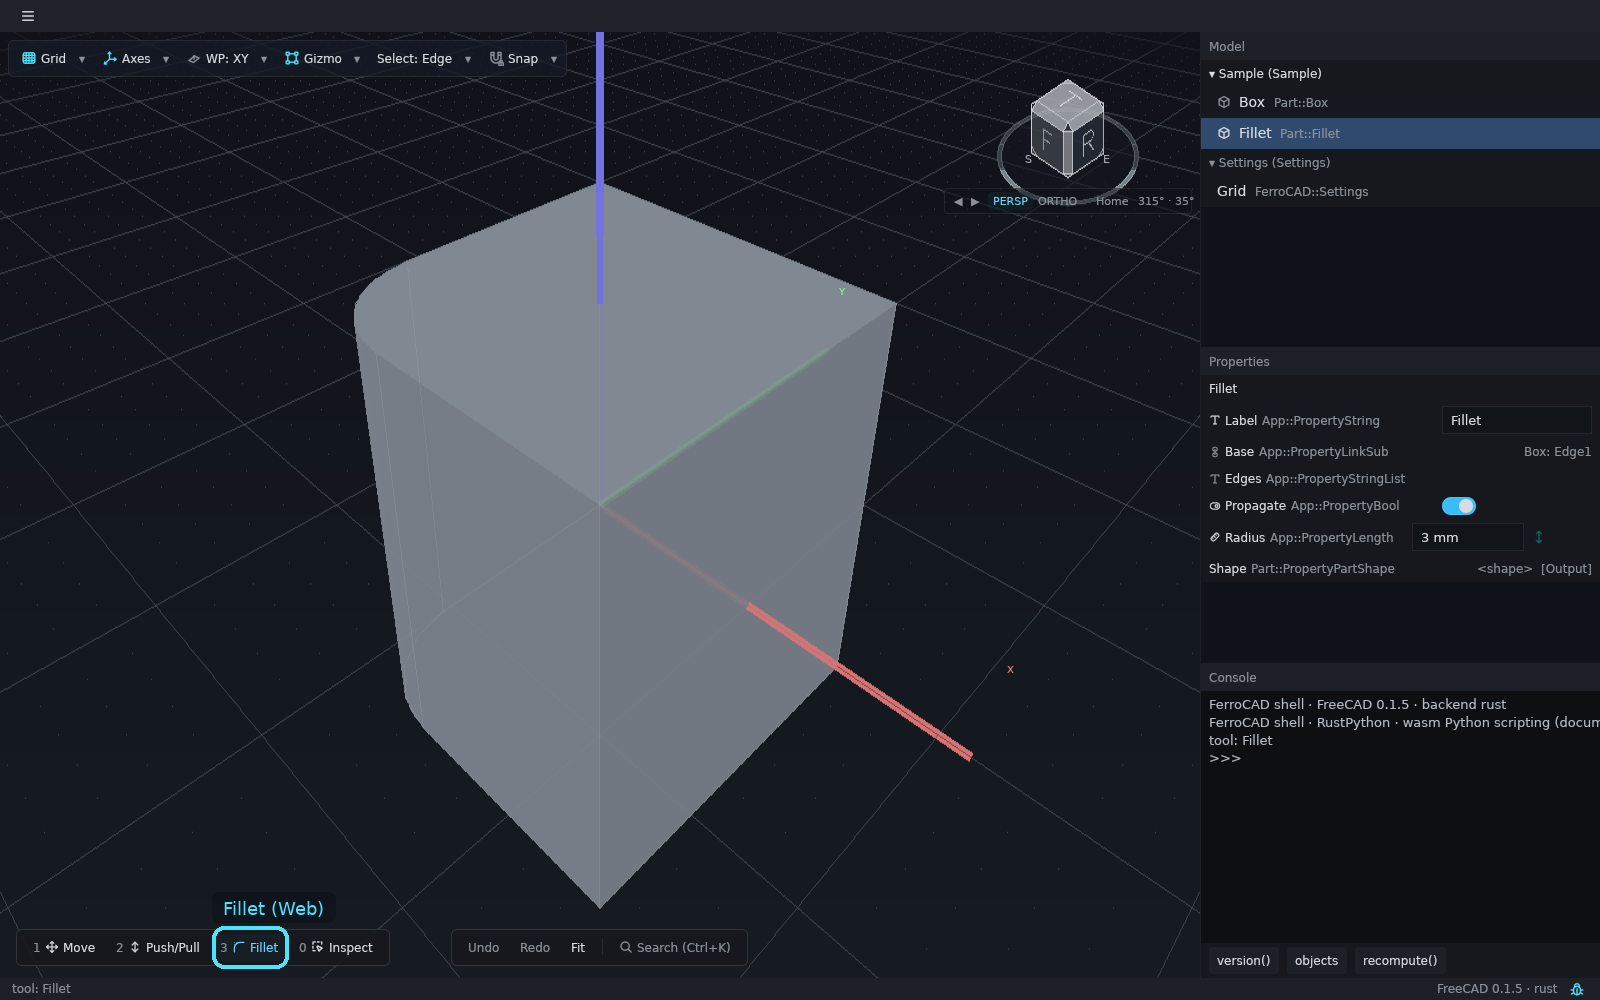 Grid ▾ Axes ▾ WP: XY ▾ Gizmo ▾ Select: Edge ▾ Snap ▾
T
F R
S E
◀ ▶ PERSP ORTHO Home 315° · 35°
Y
X
Fillet (Web)
1 Move 2 Push/Pull 3 Fillet 0 Inspect
Undo Redo Fit Search (Ctrl+K)
Model
▾ Sample (Sample)
Box Part::Box
Fillet Part::Fillet
▾ Settings (Settings)
Grid FerroCAD::Settings
Properties
Fillet
Label App::PropertyString Fillet
Base App::PropertyLinkSub Box: Edge1
Edges App::PropertyStringList
Propagate App::PropertyBool
Radius App::PropertyLength 3 mm
Shape Part::PropertyPartShape <shape> [Output]
Console
FerroCAD shell · FreeCAD 0.1.5 · backend rust
FerroCAD shell · RustPython · wasm Python scripting (docum
tool: Fillet
>>>
version() objects recompute()
tool: Fillet
FreeCAD 0.1.5 · rust